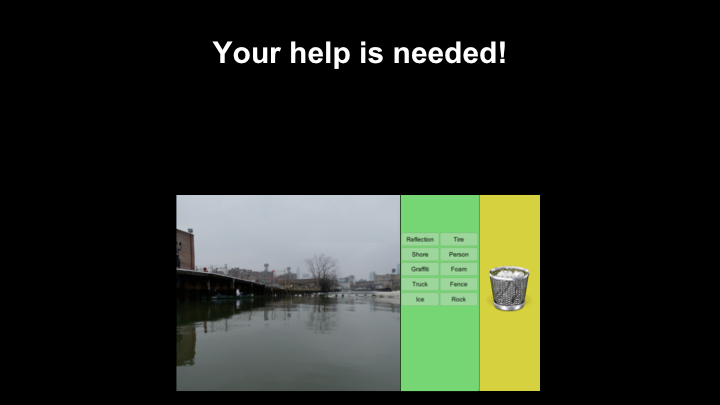 Your help is needed!
Reflection Tire
Shore Person
Graffiti Foam
Truck Fence
Ice Rock